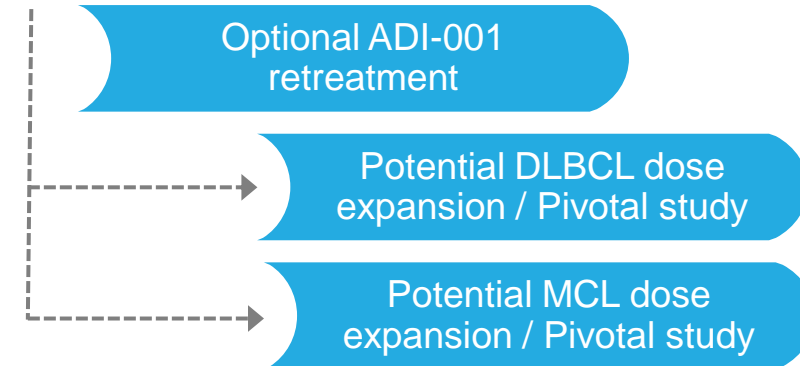 Optional ADI-001
retreatment
Potential DLBCL dose
expansion / Pivotal study
Potential MCL dose
expansion / Pivotal study